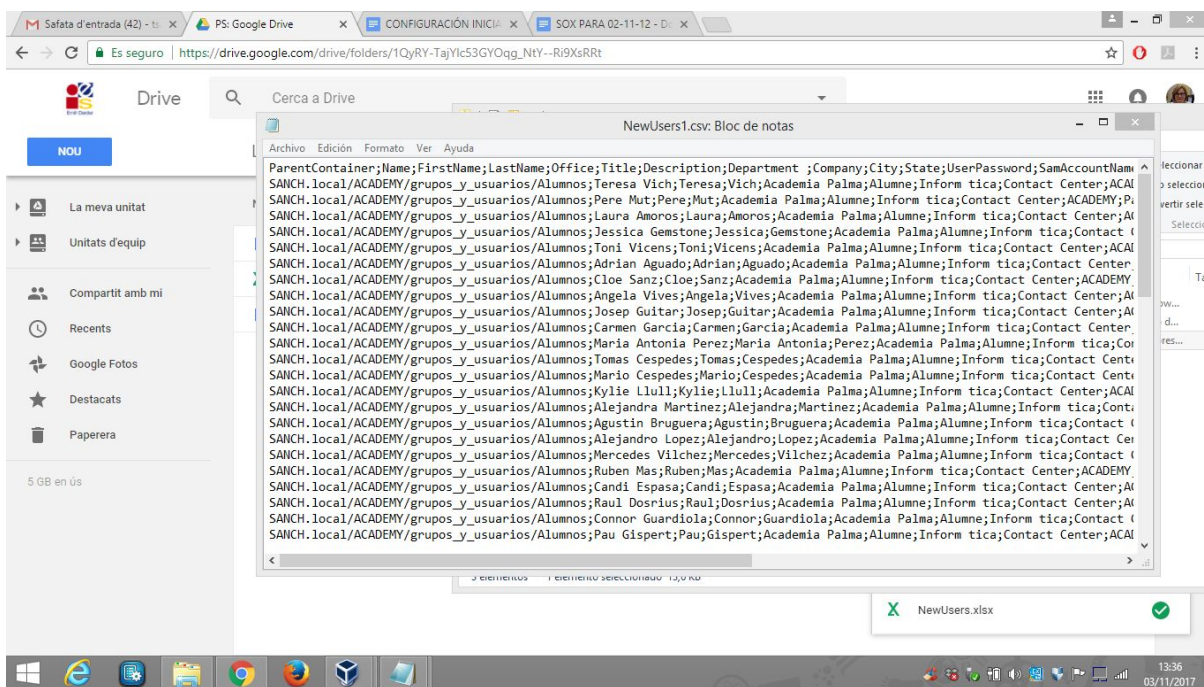 Safata d'entrada (42) - ts
PS: Google Drive
CONFIGURACIÓN INICIA
SOX PARA 02-11-12 - Do
Es seguro | https://drive.google.com/drive/folders/1QyRY-TajYIc53GYOqg_NtY--Ri9XsRRt
Drive
Cerca a Drive
NewUsers1.csv: Bloc de notas
Archivo Edición Formato Ver Ayuda
NOU
La meva unitat
Unitats d'equip
Compartit amb mi
Recents
Google Fotos
Destacats
Paperera
5 GB en ús
ParentContainer;Name;FirstName;LastName;Office;Title;Description;Department ;Company;City;State;UserPassword;SamAccountName
SANCH.local/ACADEMY/grupos_y_usuarios/Alumnos;Teresa Vich;Teresa;Vich;Academia Palma;Alumne;Inform tica;Contact Center;ACAD
SANCH.local/ACADEMY/grupos_y_usuarios/Alumnos;Pere Mut;Pere;Mut;Academia Palma;Alumne;Inform tica;Contact Center;ACADEMY;Pa
SANCH.local/ACADEMY/grupos_y_usuarios/Alumnos;Laura Amoros;Laura;Amoros;Academia Palma;Alumne;Inform tica;Contact Center;AC
SANCH.local/ACADEMY/grupos_y_usuarios/Alumnos;Jessica Gemstone;Jessica;Gemstone;Academia Palma;Alumne;Inform tica;Contact C
SANCH.local/ACADEMY/grupos_y_usuarios/Alumnos;Toni Vicens;Toni;Vicens;Academia Palma;Alumne;Inform tica;Contact Center;ACAD
SANCH.local/ACADEMY/grupos_y_usuarios/Alumnos;Adrian Aguado;Adrian;Aguado;Academia Palma;Alumne;Inform tica;Contact Center;
SANCH.local/ACADEMY/grupos_y_usuarios/Alumnos;Cloe Sanz;Cloe;Sanz;Academia Palma;Alumne;Inform tica;Contact Center;ACADEMY
SANCH.local/ACADEMY/grupos_y_usuarios/Alumnos;Angela Vives;Angela;Vives;Academia Palma;Alumne;Inform tica;Contact Center;AC
SANCH.local/ACADEMY/grupos_y_usuarios/Alumnos;Josep Guitar;Josep;Guitar;Academia Palma;Alumne;Inform tica;Contact Center;AC
SANCH.local/ACADEMY/grupos_y_usuarios/Alumnos;Carmen Garcia;Carmen;Garcia;Academia Palma;Alumne;Inform tica;Contact Center;
SANCH.local/ACADEMY/grupos_y_usuarios/Alumnos;Maria Antonia Perez;Maria Antonia;Perez;Academia Palma;Alumne;Inform tica;Con
SANCH.local/ACADEMY/grupos_y_usuarios/Alumnos;Tomas Cespedes;Tomas;Cespedes;Academia Palma;Alumne;Inform tica;Contact Cente
SANCH.local/ACADEMY/grupos_y_usuarios/Alumnos;Mario Cespedes;Mario;Cespedes;Academia Palma;Alumne;Inform tica;Contact Cente
SANCH.local/ACADEMY/grupos_y_usuarios/Alumnos;Kylie Llull;Kylie;Llull;Academia Palma;Alumne;Inform tica;Contact Center;ACAD
SANCH.local/ACADEMY/grupos_y_usuarios/Alumnos;Alejandra Martinez;Alejandra;Martinez;Academia Palma;Alumne;Inform tica;Conta
SANCH.local/ACADEMY/grupos_y_usuarios/Alumnos;Agustin Bruguera;Agustin;Bruguera;Academia Palma;Alumne;Inform tica;Contact C
SANCH.local/ACADEMY/grupos_y_usuarios/Alumnos;Alejandro Lopez;Alejandro;Lopez;Academia Palma;Alumne;Inform tica;Contact Cen
SANCH.local/ACADEMY/grupos_y_usuarios/Alumnos;Mercedes Vilchez;Mercedes;Vilchez;Academia Palma;Alumne;Inform tica;Contact C
SANCH.local/ACADEMY/grupos_y_usuarios/Alumnos;Ruben Mas;Ruben;Mas;Academia Palma;Alumne;Inform tica;Contact Center;ACADEMY
SANCH.local/ACADEMY/grupos_y_usuarios/Alumnos;Candi Espasa;Candi;Espasa;Academia Palma;Alumne;Inform tica;Contact Center;AC
SANCH.local/ACADEMY/grupos_y_usuarios/Alumnos;Raul Dosrius;Raul;Dosrius;Academia Palma;Alumne;Inform tica;Contact Center;AC
SANCH.local/ACADEMY/grupos_y_usuarios/Alumnos;Connor Guardiola;Connor;Guardiola;Academia Palma;Alumne;Inform tica;Contact C
SANCH.local/ACADEMY/grupos_y_usuarios/Alumnos;Pau Gispert;Pau;Gispert;Academia Palma;Alumne;Inform tica;Contact Center;ACAD
leccionar
vertir sele
Selecci
NewUsers.xlsx
13:36
03/11/2017